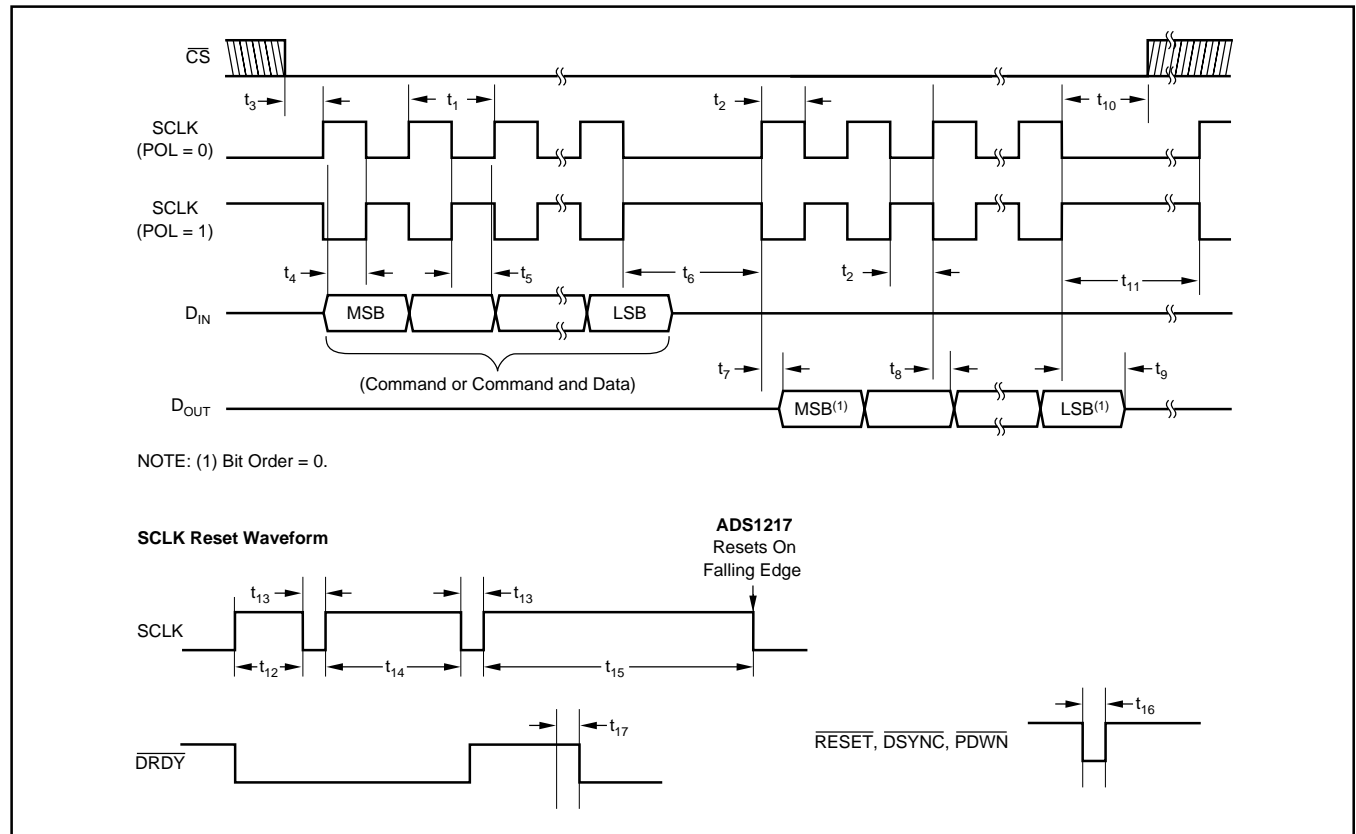 CS
t3
t1
t2
t10
SCLK
(POL = 0)
SCLK
(POL = 1)
t4
t5
t6
t2
t11
DIN
MSB
LSB
(Command or Command and Data)
t7
t8
t9
DOUT
MSB(1)
LSB(1)
NOTE: (1) Bit Order = 0.
SCLK Reset Waveform
ADS1217
Resets On
Falling Edge
t13
t13
SCLK
t12
t14
t15
t16
t17
DRDY
RESET, DSYNC, PDWN